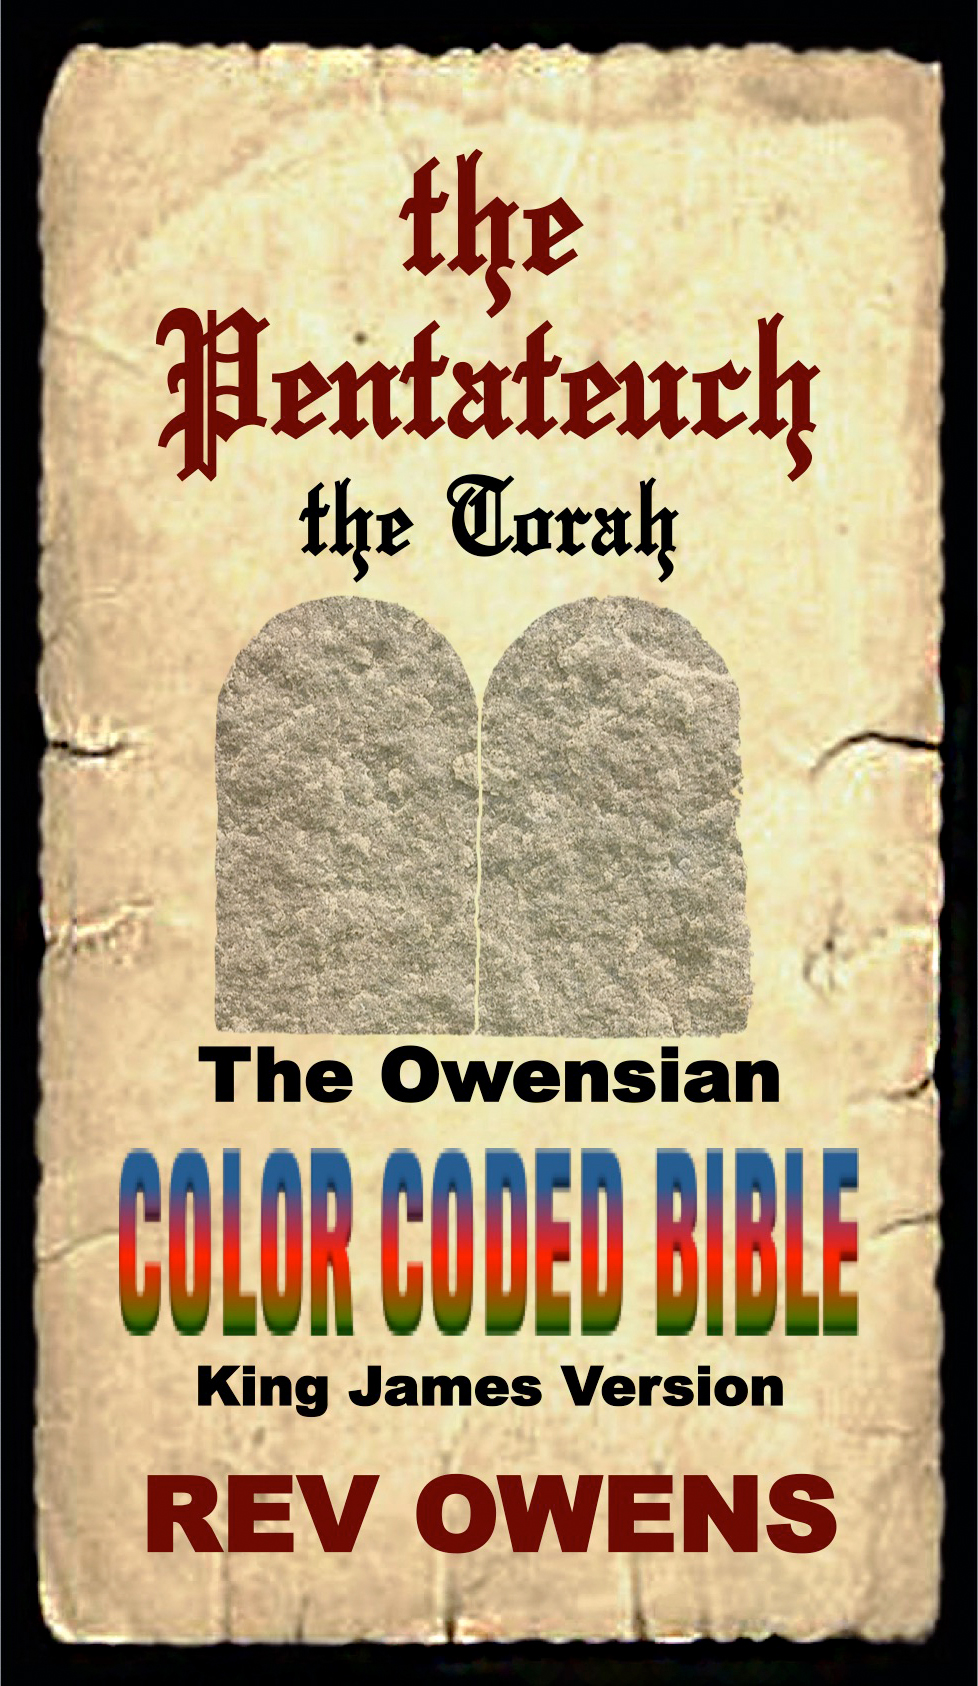 the
Pentateuch
the Torah
The Owensian
COLOR CODED BIBLE
King James Version
REV OWENS